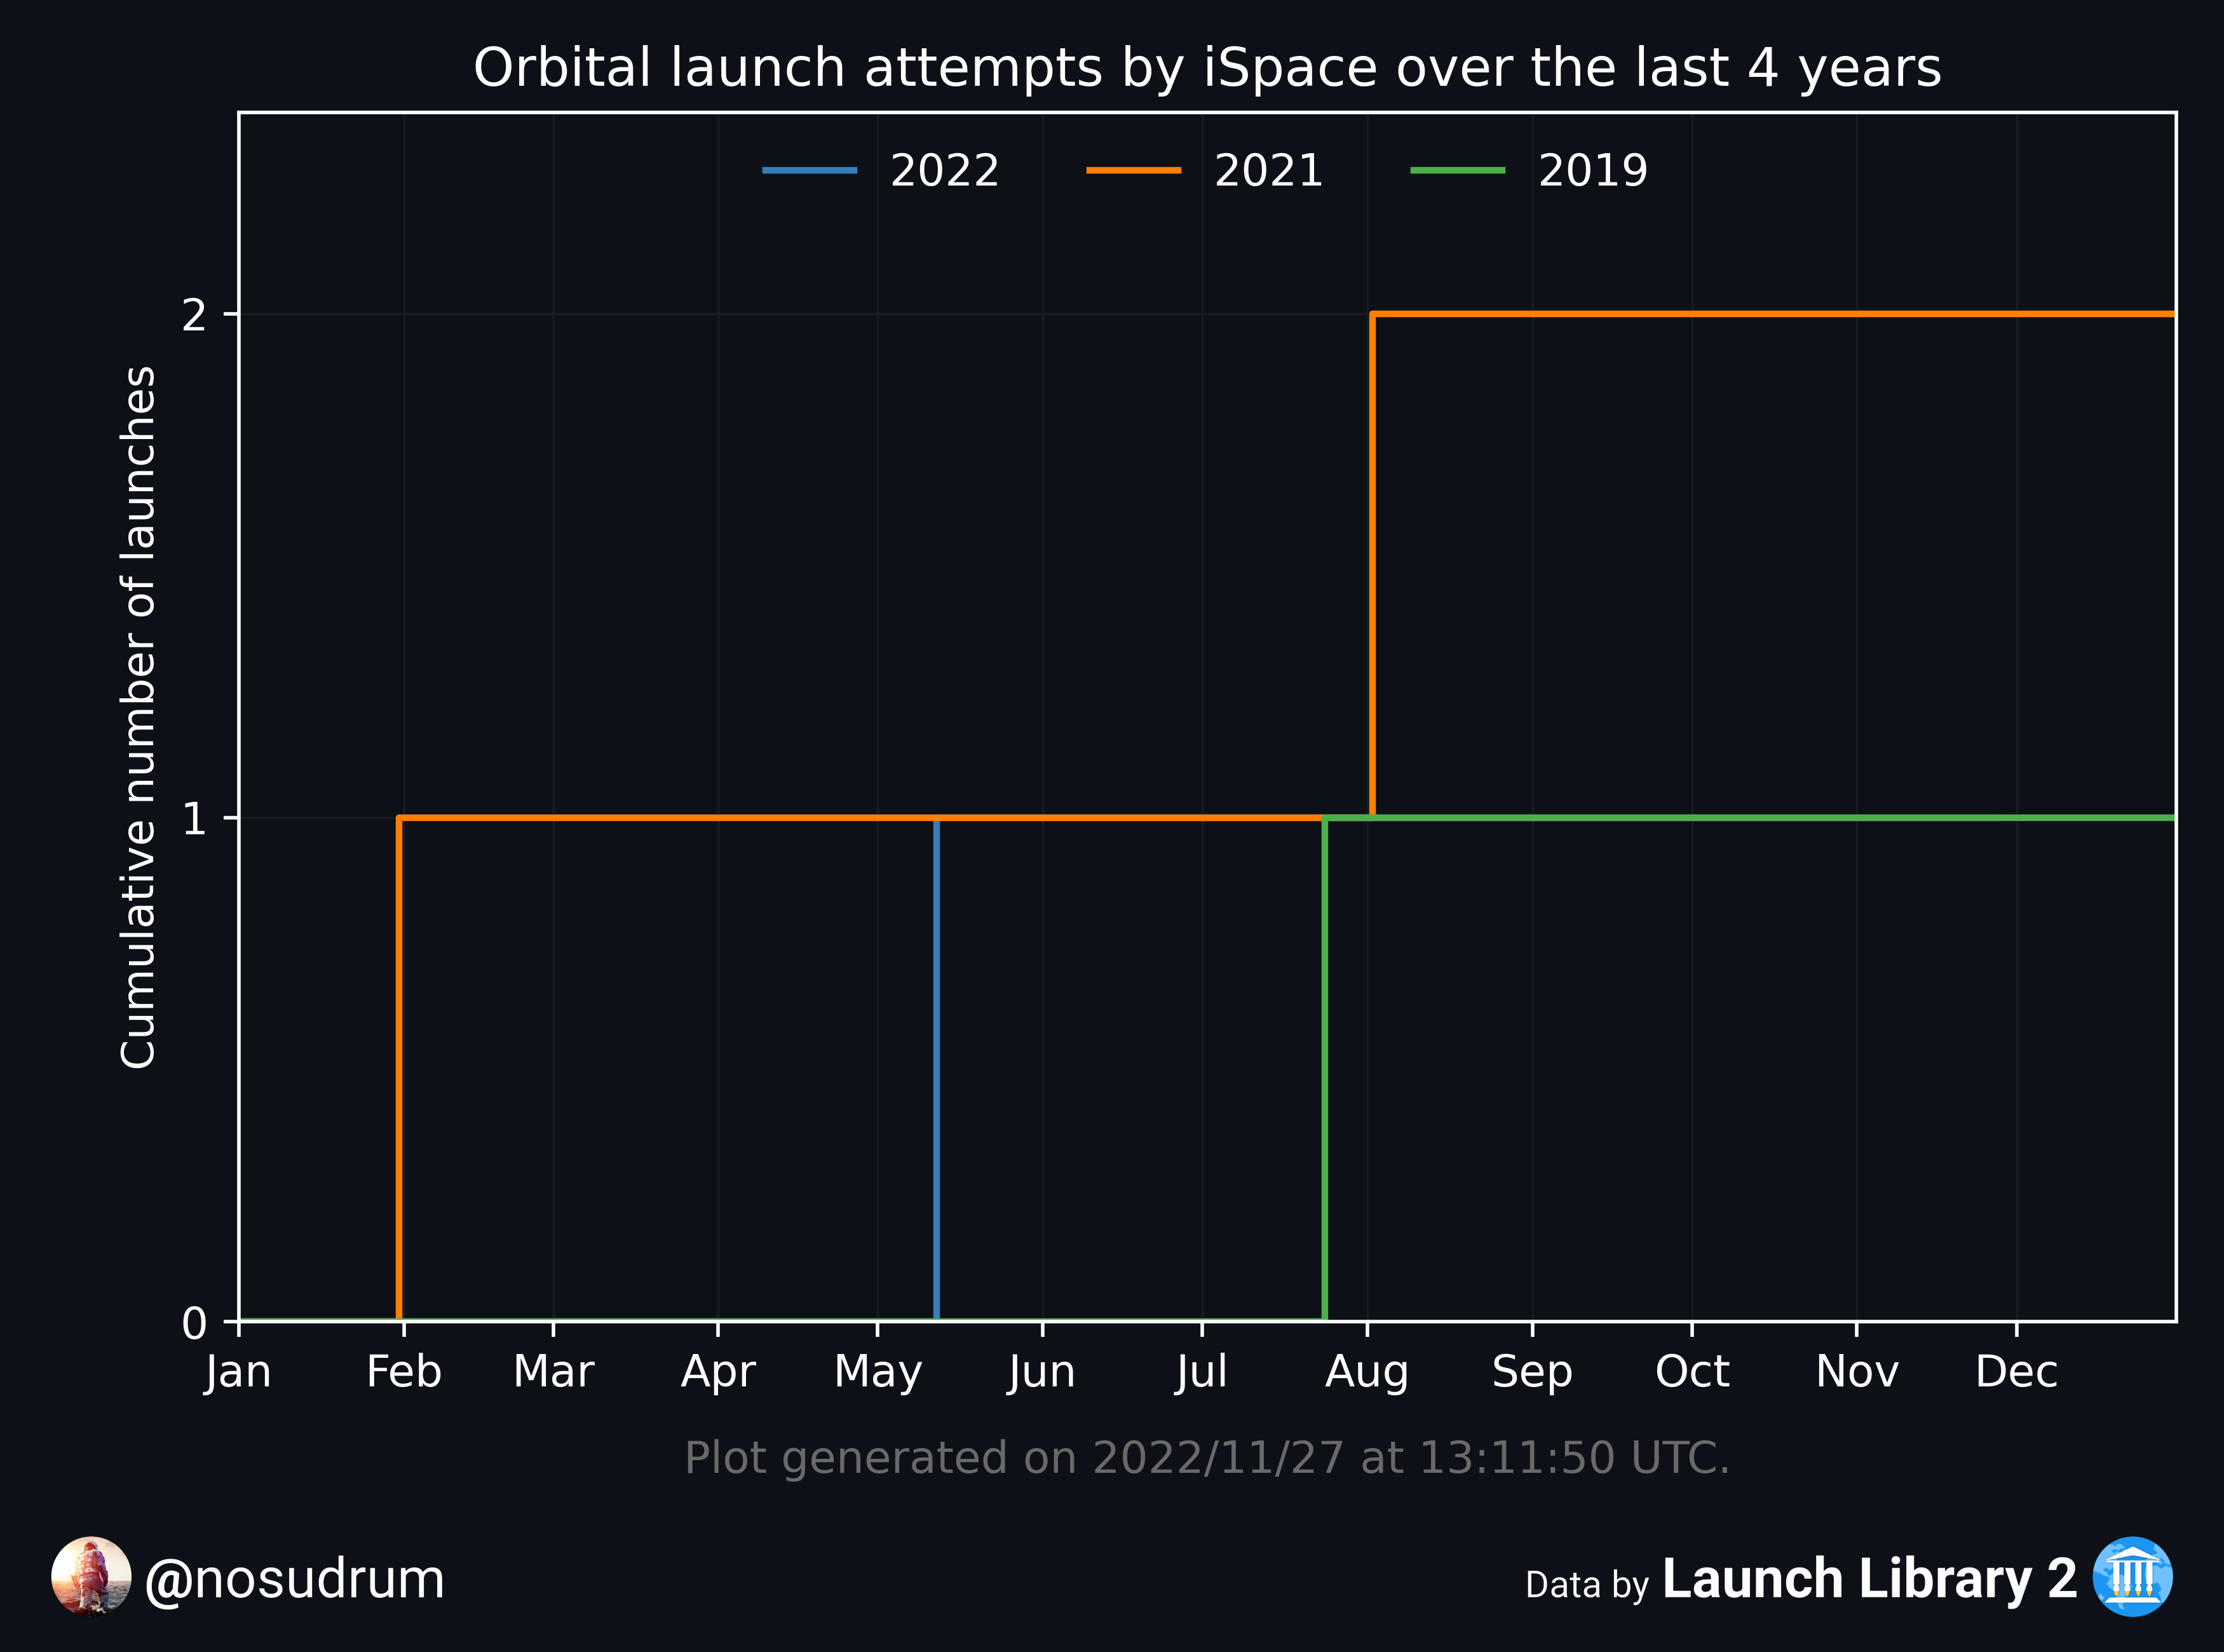 Orbital launch attempts by iSpace over the last 4 years
2022 2021 2019
Cumulative number of launches
2
1
0
Jan Feb Mar Apr May Jun Jul Aug Sep Oct Nov Dec
Plot generated on 2022/11/27 at 13:11:50 UTC.
@nosudrum
Data by Launch Library 2